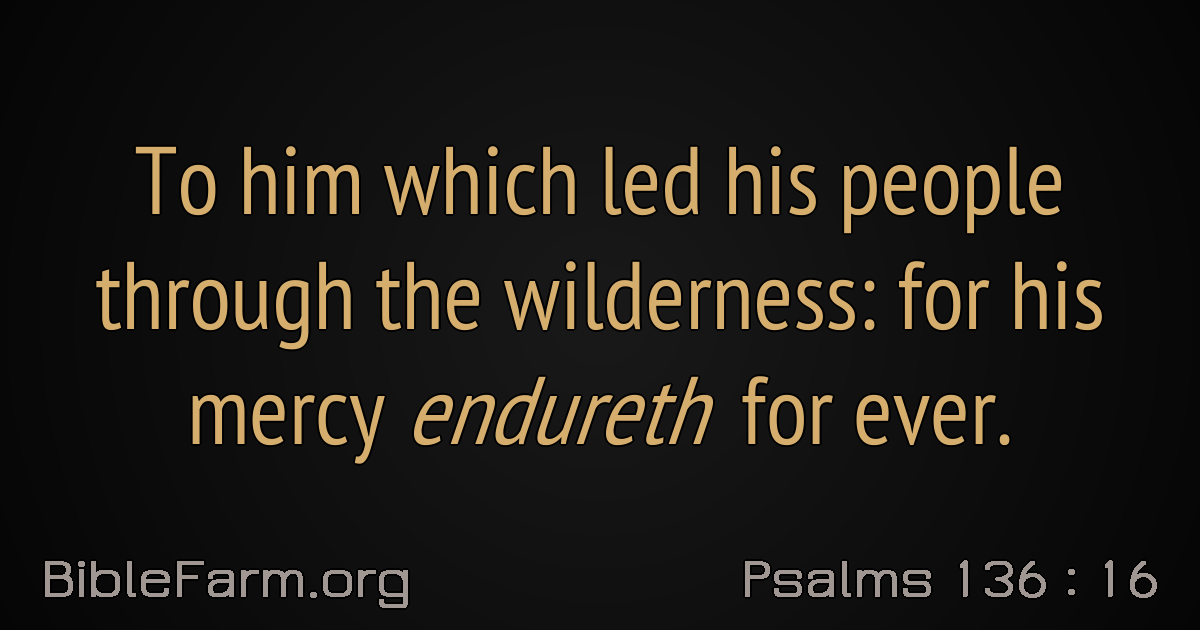 To him which led his people
through the wilderness: for his
mercy endureth for ever.
BibleFarm.org
Psalms 136 : 16